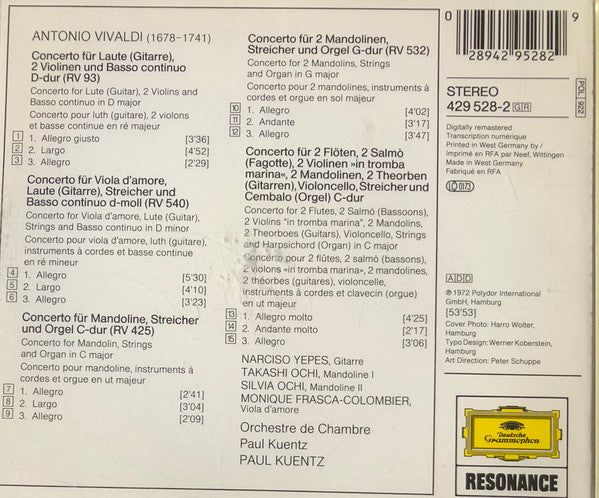 ANTONIO VIVALDI (1678-1741)
Concerto für Laute (Gitarre),
2 Violinen und Basso continuo
D-dur (RV 93)
Concerto for Lute (Guitar), 2 Violins and
Basso continuo in D major
Concerto pour luth (guitare), 2 violons
et basse continue en ré majeur
1 1. Allegro giusto [3'36]
2 2. Largo [4'52]
3 3. Allegro [2'29]
Concerto für Viola d'amore,
Laute (Gitarre), Streicher und
Basso continuo d-moll (RV 540)
Concerto for Viola d'amore, Lute (Guitar),
Strings and Basso continuo in D minor
Concerto pour viola d'amore, luth (guitare),
instruments à cordes et basse continue
en ré mineur
4 1. Allegro [5'30]
5 2. Largo [4'10]
6 3. Allegro [3'23]
Concerto für Mandoline, Streicher
und Orgel C-dur (RV 425)
Concerto for Mandolin, Strings
and Organ in C major
Concerto pour mandoline, instruments à
cordes et orgue en ut majeur
7 1. Allegro [2'41]
8 2. Largo [3'04]
9 3. Allegro [2'09]
Concerto für 2 Mandolinen,
Streicher und Orgel G-dur (RV 532)
Concerto for 2 Mandolins, Strings
and Organ in G major
Concerto pour 2 mandolines, instruments à
cordes et orgue en sol majeur
10 1. Allegro [4'02]
11 2. Andante [3'17]
12 3. Allegro [3'47]
Concerto für 2 Flöten, 2 Salmò
(Fagotte), 2 Violinen »in tromba
marina«, 2 Mandolinen, 2 Theorben
(Gitarren), Violoncello, Streicher und
Cembalo (Orgel) C-dur
Concerto for 2 Flutes, 2 Salmò (Bassoons),
2 Violins "in tromba marina", 2 Mandolins,
2 Theorboes (Guitars), Violoncello, Strings
and Harpsichord (Organ) in C major
Concerto pour 2 flûtes, 2 salmò (bassons),
2 violons »in tromba marina«, 2 mandolines,
2 théorbes (guitares), violoncelle,
instruments à cordes et clavecin (orgue)
en ut majeur
13 1. Allegro molto [4'25]
14 2. Andante molto [2'17]
15 3. Allegro [3'06]
NARCISO YEPES, Gitarre
TAKASHI OCHI, Mandoline I
SILVIA OCHI, Mandoline II
MONIQUE FRASCA-COLOMBIER,
Viola d'amore
Orchestre de Chambre
Paul Kuentz
PAUL KUENTZ
0 9
28942 95282
STEREO
429 528-2 GR
POL 922
Digitally remastered
Transcription numérique
Printed in West Germany by /
Imprimé en RFA par Neef, Wittingen
Made in West Germany
Fabriqué en RFA
ADD
℗ 1972 Polydor International
GmbH, Hamburg
[53'53]
Cover Photo: Harro Wolter,
Hamburg
Typo Design: Werner Koberstein,
Hamburg
Art Direction: Peter Schuppe
Deutsche
Grammophon
RESONANCE